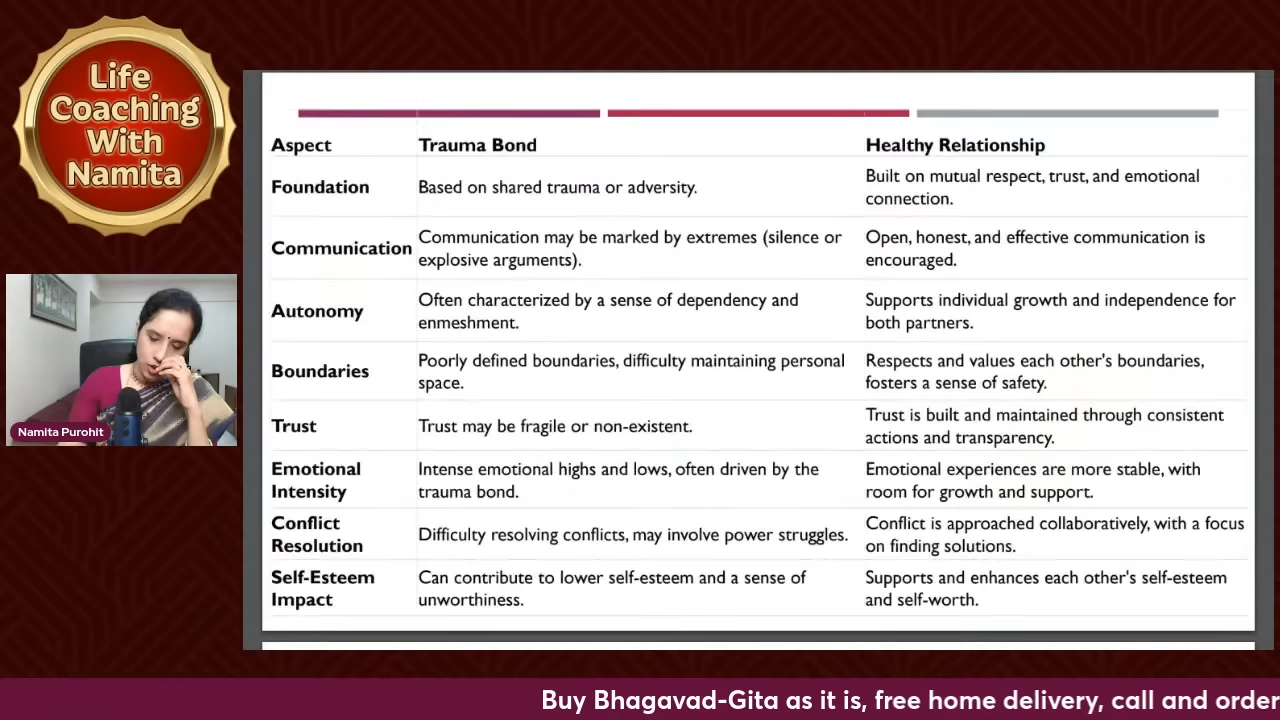 Life
Coaching
With
Namita
Namita Purohit
Aspect Trauma Bond Healthy Relationship
Foundation Based on shared trauma or adversity. Built on mutual respect, trust, and emotional
connection.
Communication Communication may be marked by extremes (silence or Open, honest, and effective communication is
explosive arguments). encouraged.
Autonomy Often characterized by a sense of dependency and Supports individual growth and independence for
enmeshment. both partners.
Boundaries Poorly defined boundaries, difficulty maintaining personal Respects and values each other's boundaries,
space. fosters a sense of safety.
Trust Trust may be fragile or non-existent. Trust is built and maintained through consistent
actions and transparency.
Emotional Intense emotional highs and lows, often driven by the Emotional experiences are more stable, with
Intensity trauma bond. room for growth and support.
Conflict Difficulty resolving conflicts, may involve power struggles. Conflict is approached collaboratively, with a focus
Resolution on finding solutions.
Self-Esteem Can contribute to lower self-esteem and a sense of Supports and enhances each other's self-esteem
Impact unworthiness. and self-worth.
Buy Bhagavad-Gita as it is, free home delivery, call and order